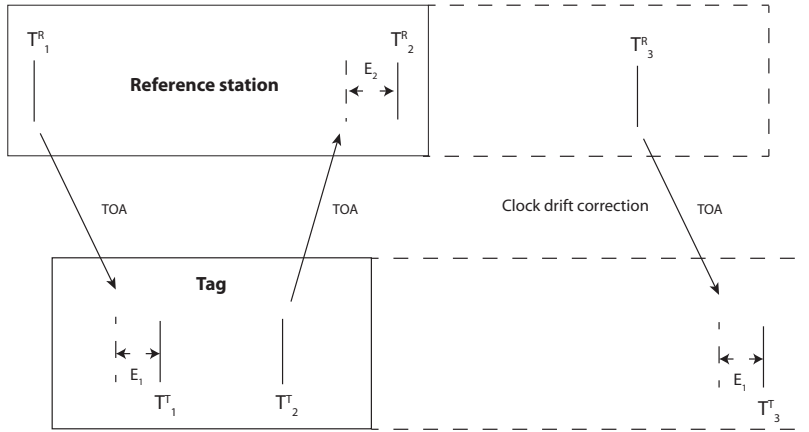 T^R_1
T^R_2
T^R_3
E_2
Reference station
TOA
TOA
Clock drift correction
TOA
Tag
E_1
E_1
T^T_1
T^T_2
T^T_3